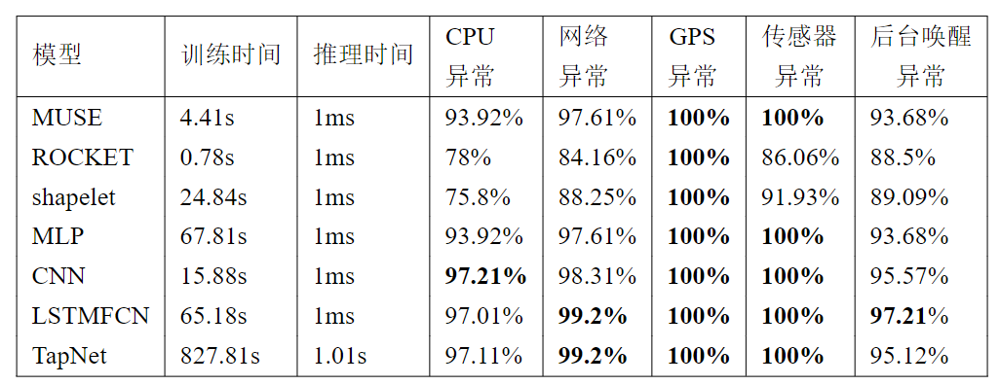 模型 训练时间 推理时间 CPU异常 网络异常 GPS异常 传感器异常 后台唤醒异常
MUSE 4.41s 1ms 93.92% 97.61% 100% 100% 93.68%
ROCKET 0.78s 1ms 78% 84.16% 100% 86.06% 88.5%
shapelet 24.84s 1ms 75.8% 88.25% 100% 91.93% 89.09%
MLP 67.81s 1ms 93.92% 97.61% 100% 100% 93.68%
CNN 15.88s 1ms 97.21% 98.31% 100% 100% 95.57%
LSTMFCN 65.18s 1ms 97.01% 99.2% 100% 100% 97.21%
TapNet 827.81s 1.01s 97.11% 99.2% 100% 100% 95.12%